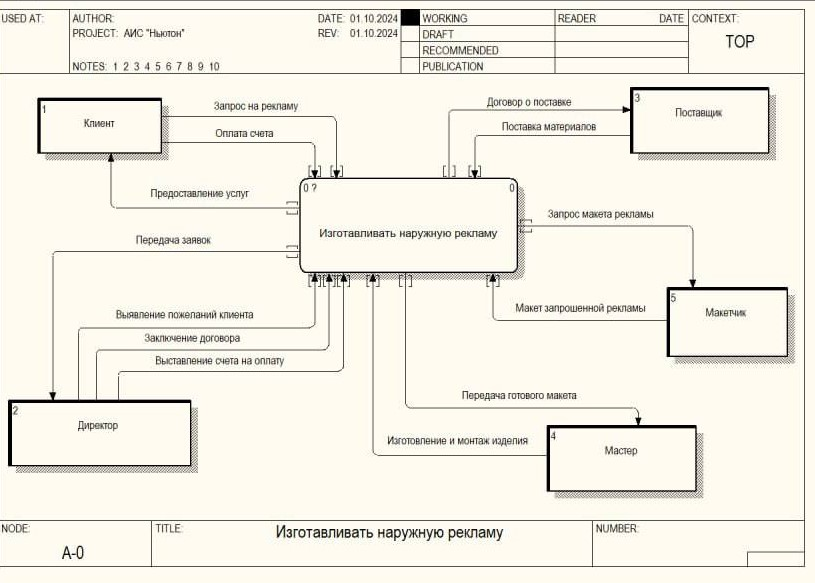 USED AT:
AUTHOR:
DATE: 01.10.2024
WORKING
READER
DATE
CONTEXT:
PROJECT: АИС "Ньютон"
REV: 01.10.2024
DRAFT
TOP
RECOMMENDED
NOTES: 1 2 3 4 5 6 7 8 9 10
PUBLICATION
1
Клиент
Запрос на рекламу
Оплата счета
Договор о поставке
Поставка материалов
3
Поставщик
Предоставление услуг
0 ?
0
Изготавливать наружную рекламу
Запрос макета рекламы
Передача заявок
Выявление пожеланий клиента
Заключение договора
Выставление счета на оплату
Макет запрошенной рекламы
5
Макетчик
2
Директор
Передача готового макета
Изготовление и монтаж изделия
4
Мастер
NODE:
TITLE:
Изготавливать наружную рекламу
NUMBER:
A-0